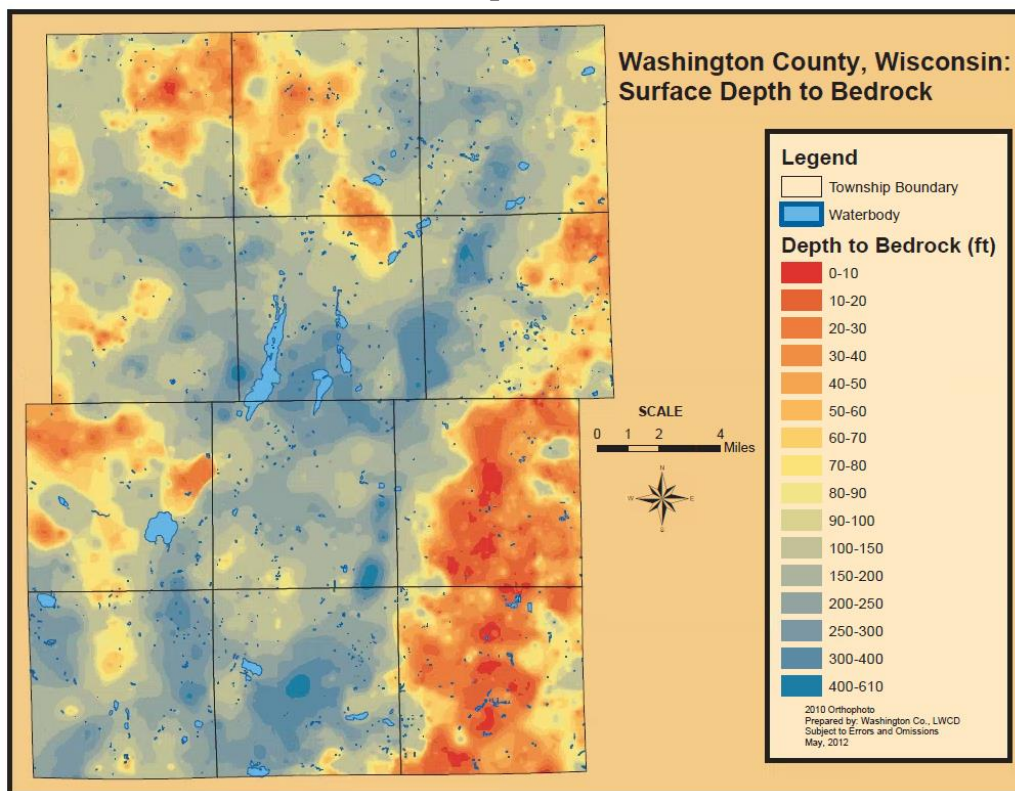 Washington County, Wisconsin:
Surface Depth to Bedrock
Legend
Township Boundary
Waterbody
Depth to Bedrock (ft)
0-10
10-20
20-30
30-40
40-50
50-60
60-70
70-80
80-90
90-100
100-150
150-200
200-250
250-300
300-400
400-610
SCALE
0 1 2 4
Miles
N
W E
S
2010 Orthophoto
Prepared by: Washington Co., LWCD
Subject to Errors and Omissions
May, 2012